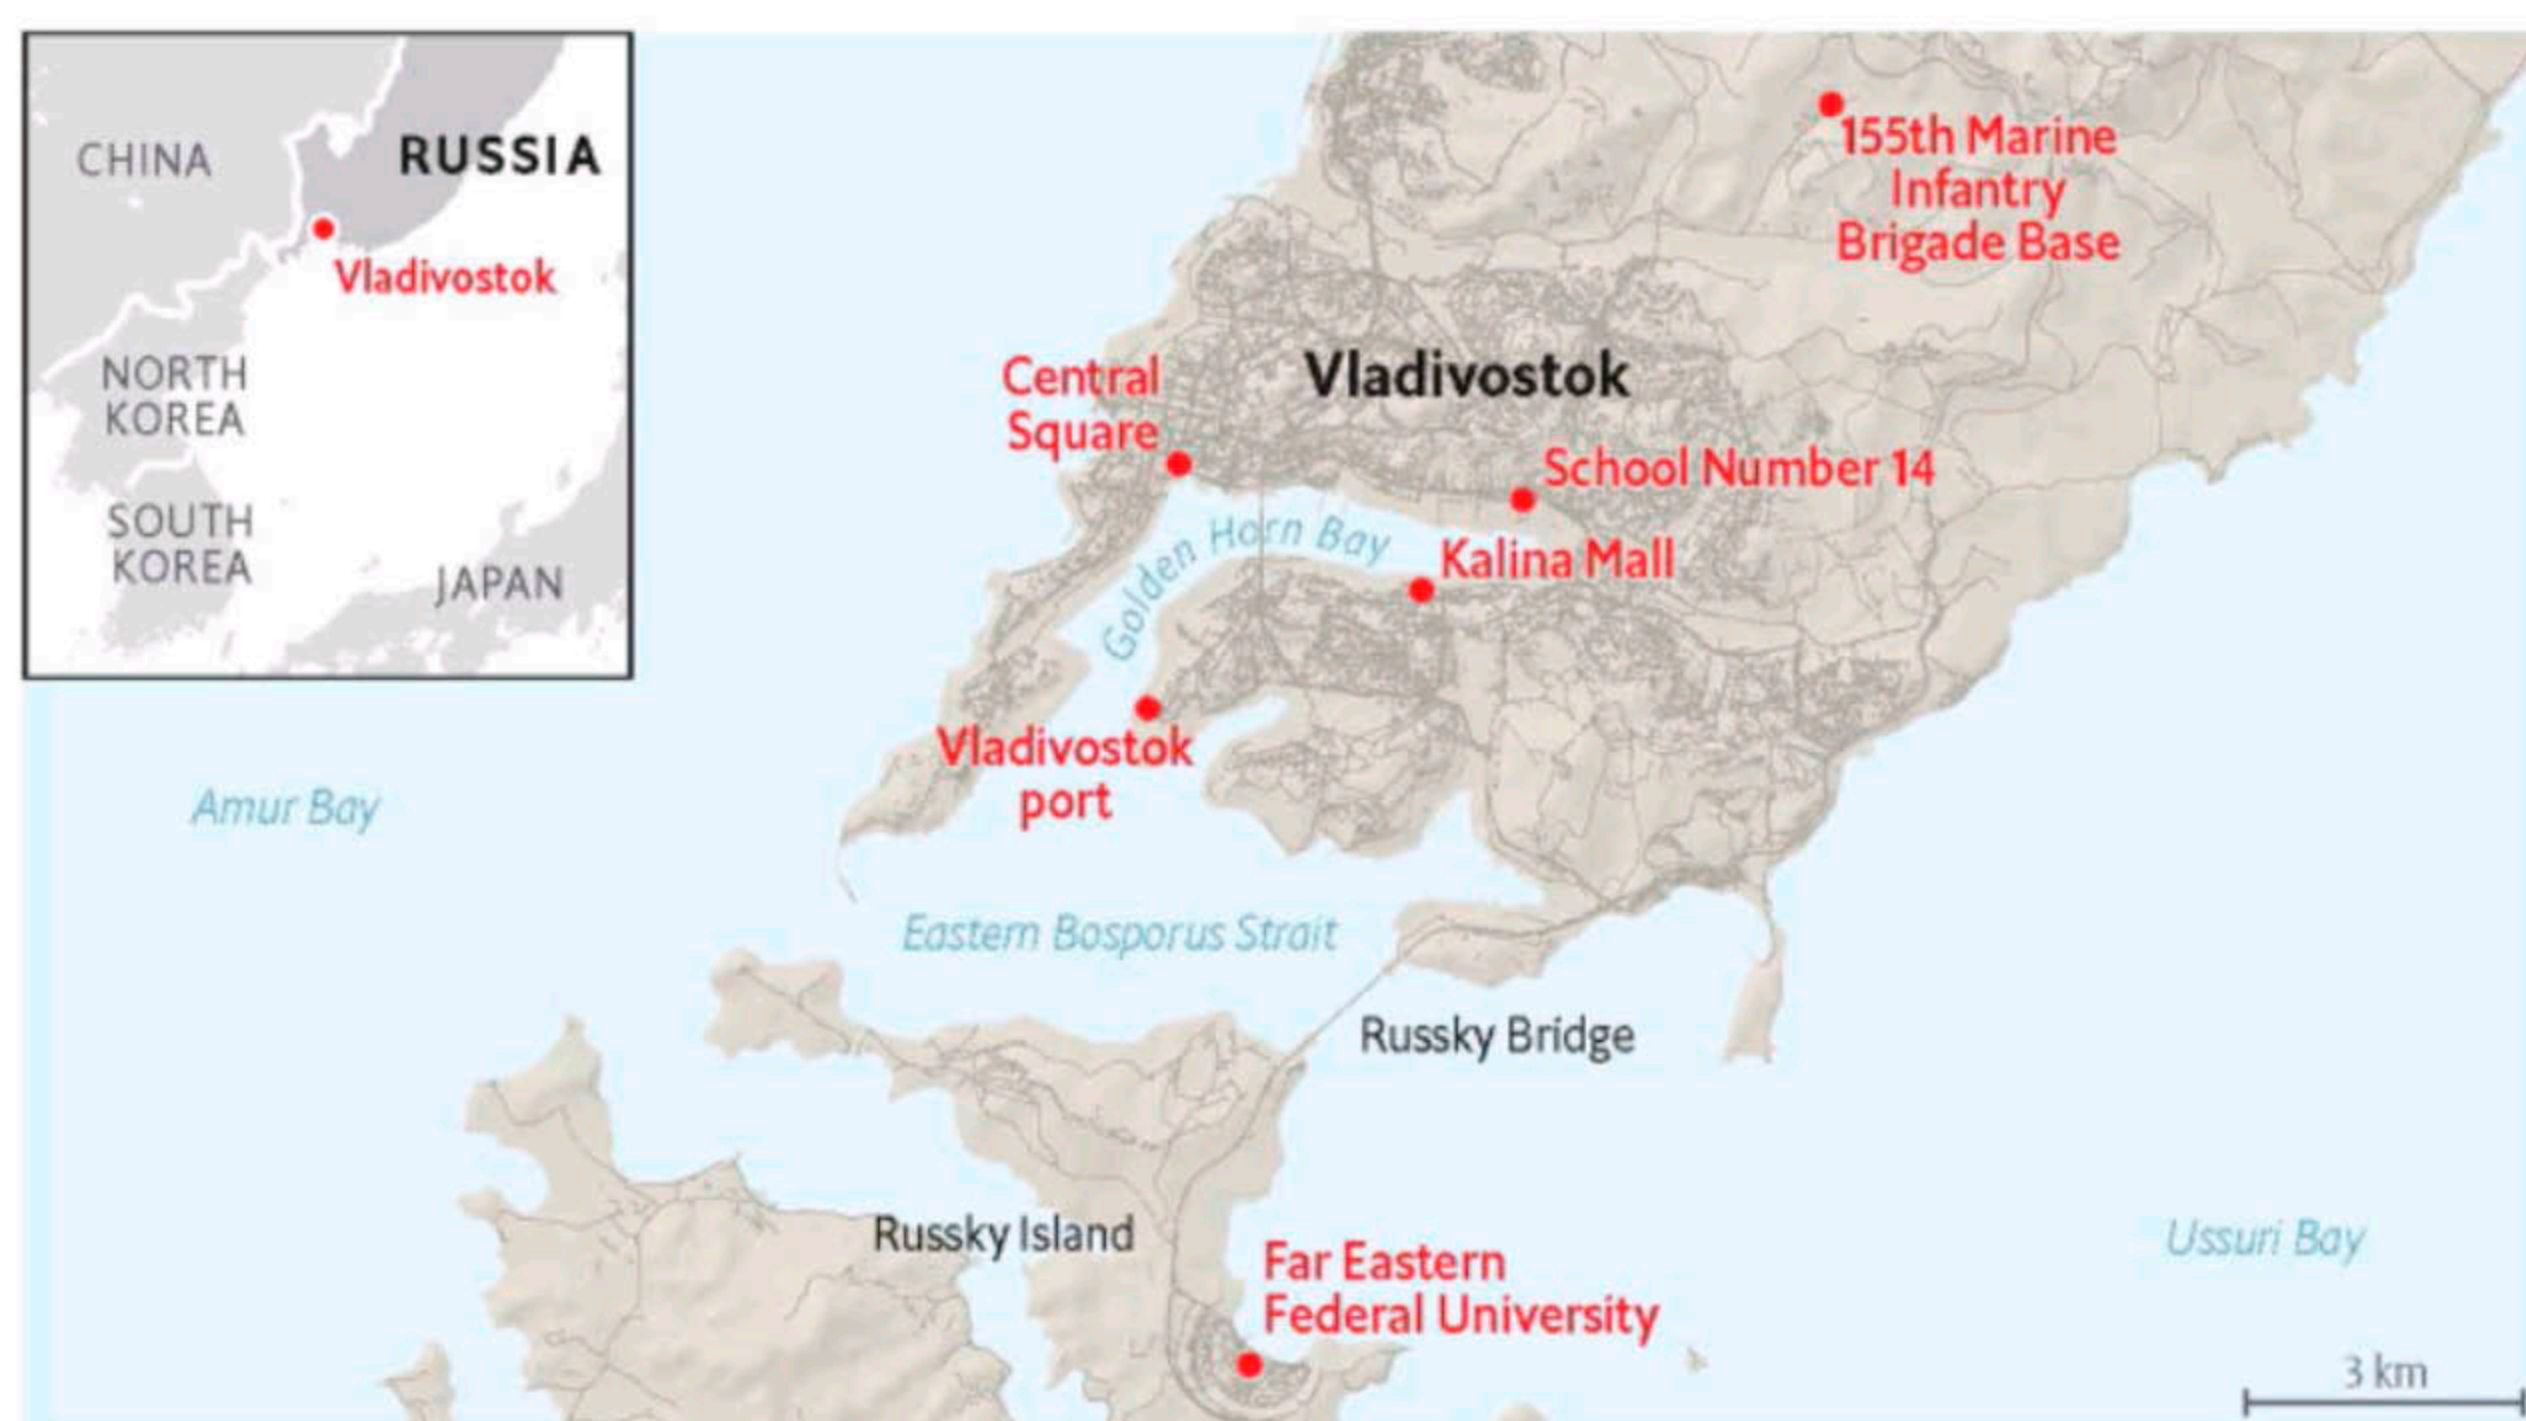 CHINA
RUSSIA
Vladivostok
NORTH
KOREA
SOUTH
KOREA
JAPAN
155th Marine
Infantry
Brigade Base
Central
Square
Vladivostok
School Number 14
Golden Horn Bay
Kalina Mall
Vladivostok
port
Amur Bay
Eastern Bosporus Strait
Russky Bridge
Russky Island
Far Eastern
Federal University
Ussuri Bay
3 km